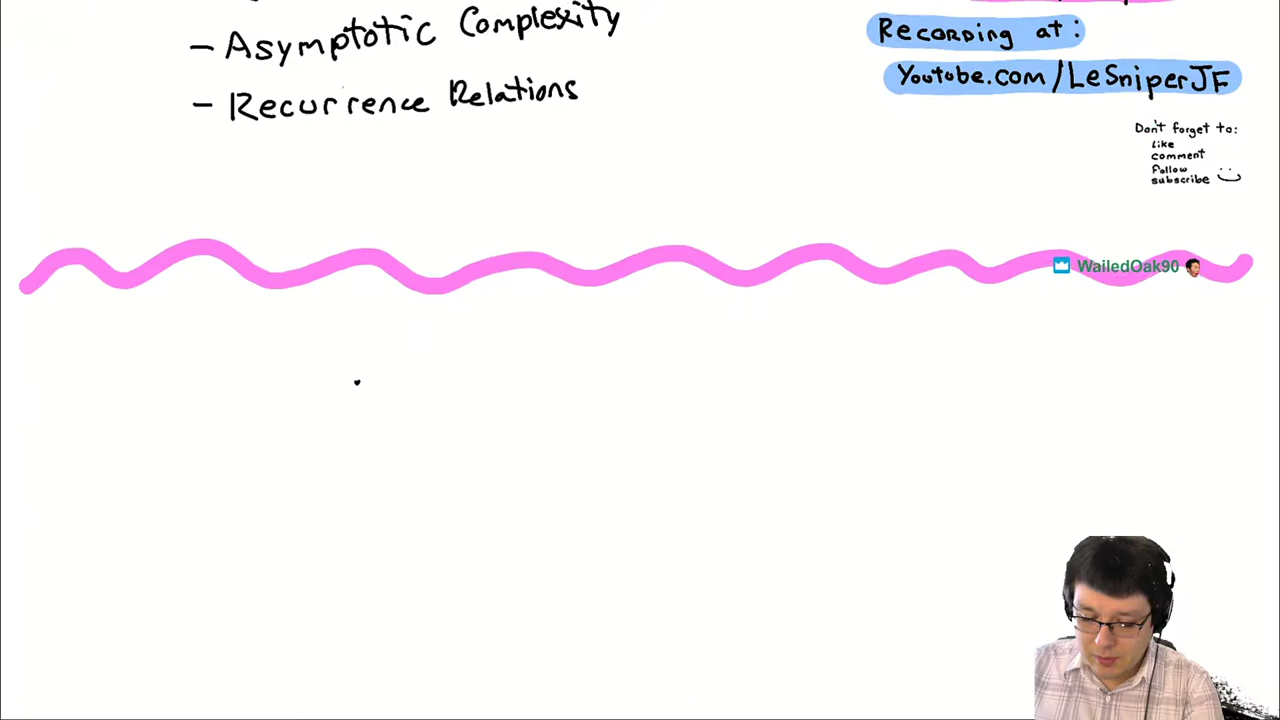 - Asymptotic Complexity
- Recurrence Relations
Recording at:
Youtube.com/LeSniperJF
Don't forget to:
Like
comment
Follow
subscribe
WailedOak90